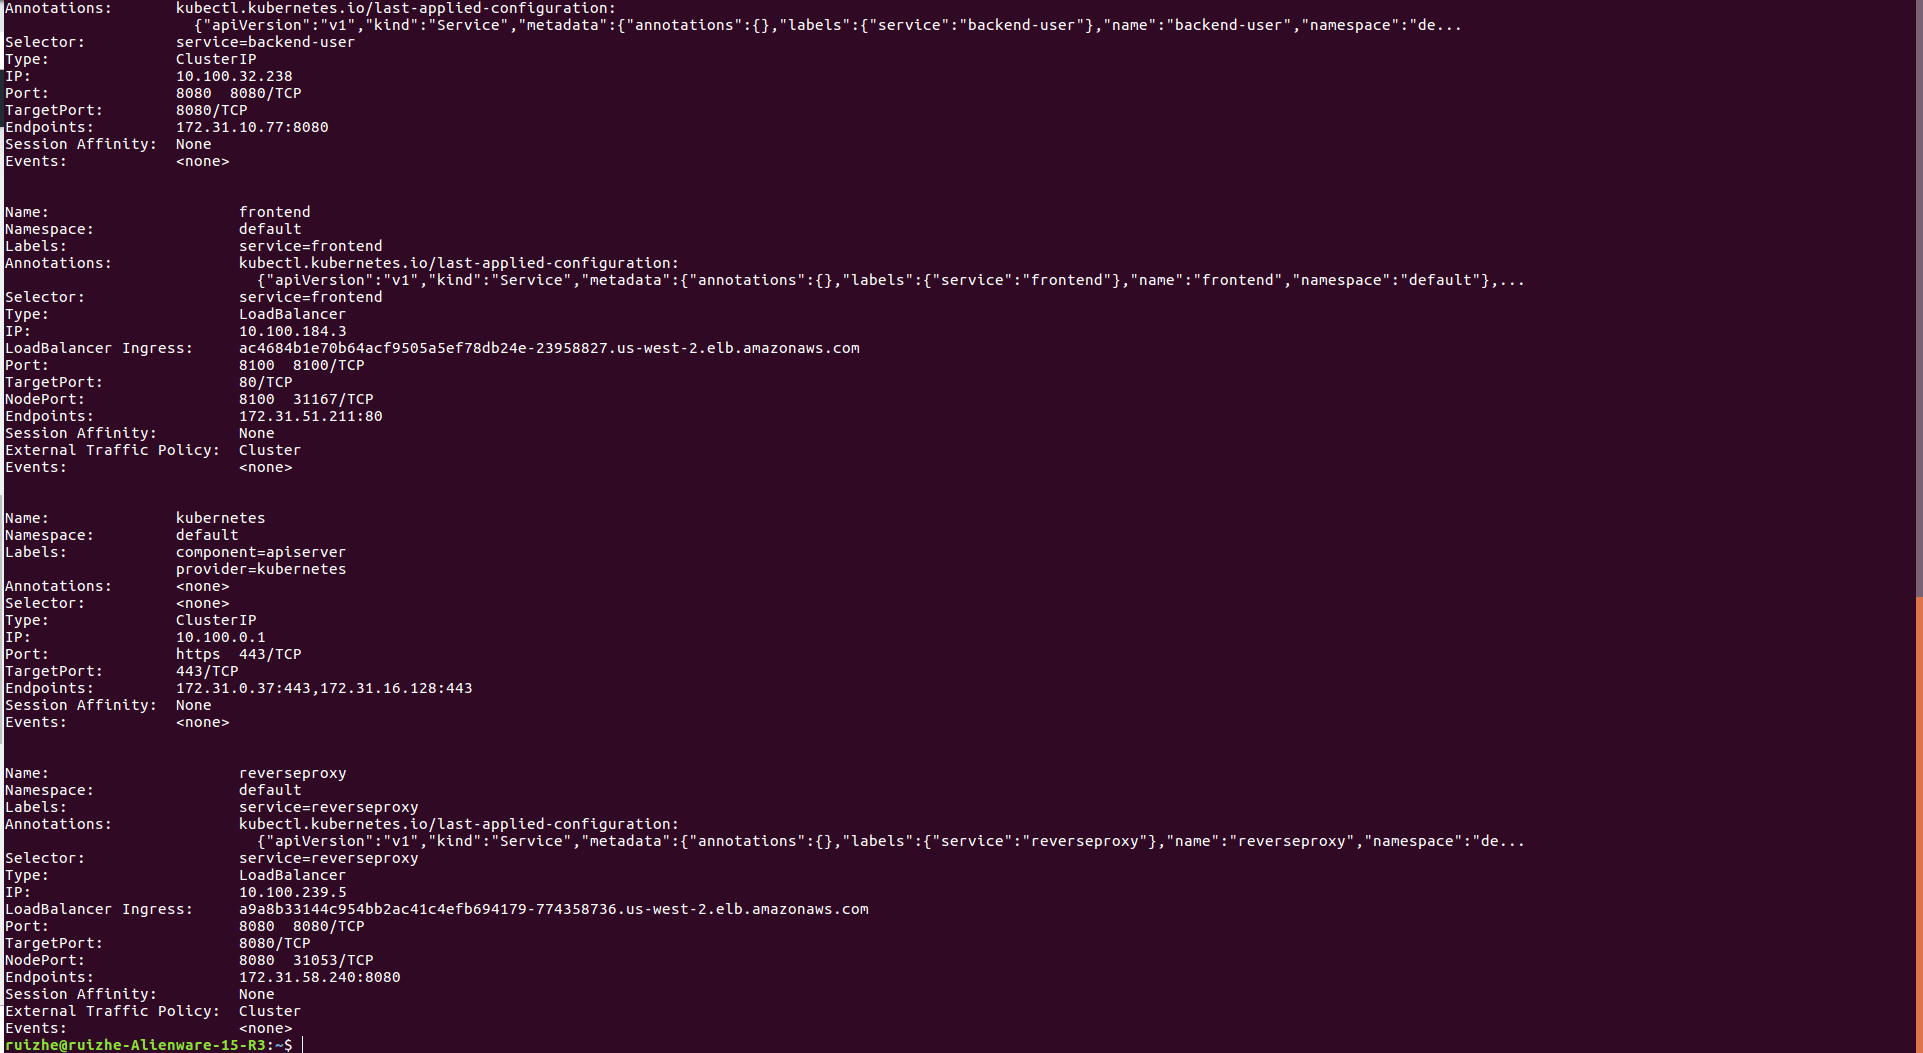 Annotations:       kubectl.kubernetes.io/last-applied-configuration:
                     {"apiVersion":"v1","kind":"Service","metadata":{"annotations":{},"labels":{"service":"backend-user"},"name":"backend-user","namespace":"de...
Selector:          service=backend-user
Type:              ClusterIP
IP:                10.100.32.238
Port:              8080  8080/TCP
TargetPort:        8080/TCP
Endpoints:         172.31.10.77:8080
Session Affinity:  None
Events:            <none>


Name:                     frontend
Namespace:                default
Labels:                   service=frontend
Annotations:              kubectl.kubernetes.io/last-applied-configuration:
                            {"apiVersion":"v1","kind":"Service","metadata":{"annotations":{},"labels":{"service":"frontend"},"name":"frontend","namespace":"default"},...
Selector:                 service=frontend
Type:                     LoadBalancer
IP:                       10.100.184.3
LoadBalancer Ingress:     ac4684b1e70b64acf9505a5ef78db24e-23958827.us-west-2.elb.amazonaws.com
Port:                     8100  8100/TCP
TargetPort:               80/TCP
NodePort:                 8100  31167/TCP
Endpoints:                172.31.51.211:80
Session Affinity:         None
External Traffic Policy:  Cluster
Events:                   <none>


Name:              kubernetes
Namespace:         default
Labels:            component=apiserver
                   provider=kubernetes
Annotations:       <none>
Selector:          <none>
Type:              ClusterIP
IP:                10.100.0.1
Port:              https  443/TCP
TargetPort:        443/TCP
Endpoints:         172.31.0.37:443,172.31.16.128:443
Session Affinity:  None
Events:            <none>


Name:                     reverseproxy
Namespace:                default
Labels:                   service=reverseproxy
Annotations:              kubectl.kubernetes.io/last-applied-configuration:
                            {"apiVersion":"v1","kind":"Service","metadata":{"annotations":{},"labels":{"service":"reverseproxy"},"name":"reverseproxy","namespace":"de...
Selector:                 service=reverseproxy
Type:                     LoadBalancer
IP:                       10.100.239.5
LoadBalancer Ingress:     a9a8b33144c954bb2ac41c4efb694179-774358736.us-west-2.elb.amazonaws.com
Port:                     8080  8080/TCP
TargetPort:               8080/TCP
NodePort:                 8080  31053/TCP
Endpoints:                172.31.58.240:8080
Session Affinity:         None
External Traffic Policy:  Cluster
Events:                   <none>
ruizhe@ruizhe-Alienware-15-R3:~$